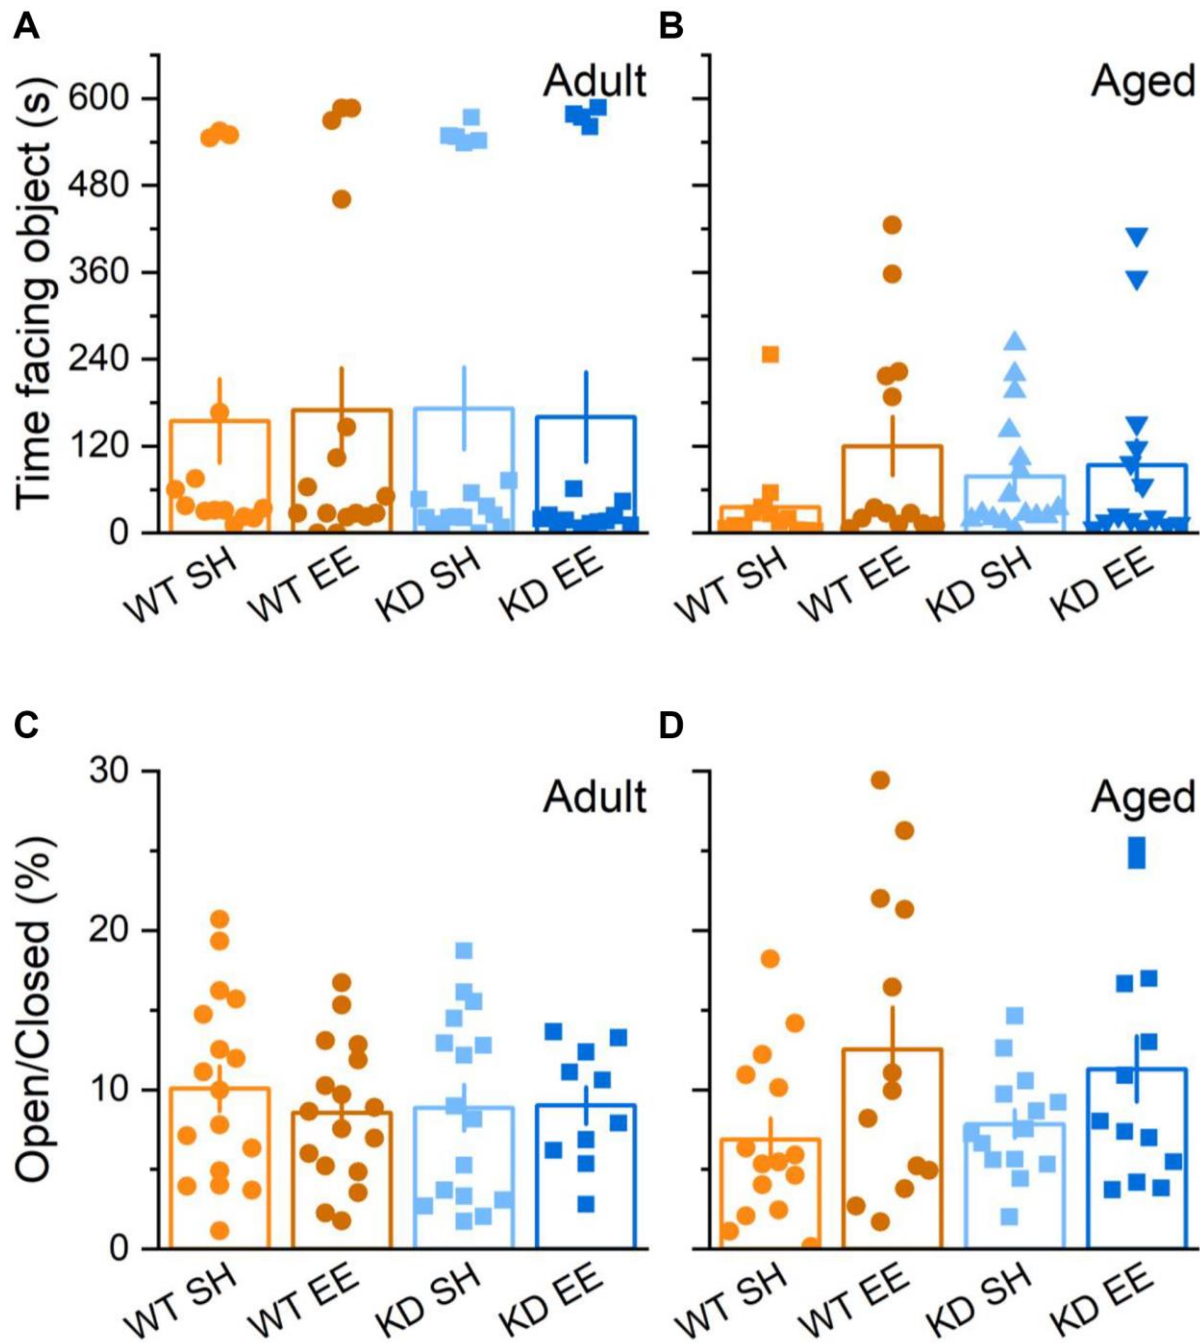 A
B
Time facing object (s)
Adult
Aged
600
480
360
240
120
0
WT SH
WT EE
KD SH
KD EE
WT SH
WT EE
KD SH
KD EE
C
D
Open/Closed (%)
Adult
Aged
30
20
10
0
WT SH
WT EE
KD SH
KD EE
WT SH
WT EE
KD SH
KD EE